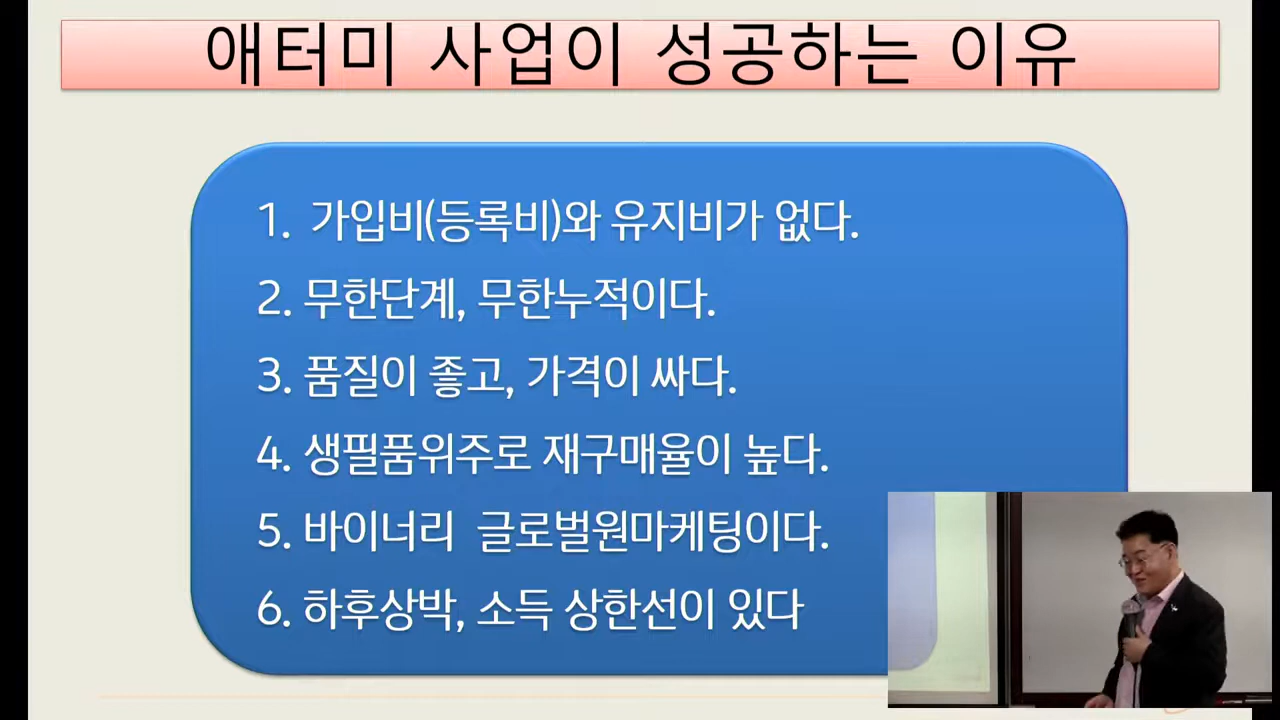 애터미 사업이 성공하는 이유
1. 가입비(등록비)와 유지비가 없다.
2. 무한단계, 무한누적이다.
3. 품질이 좋고, 가격이 싸다.
4. 생필품위주로 재구매율이 높다.
5. 바이너리 글로벌원마케팅이다.
6. 하후상박, 소득 상한선이 있다